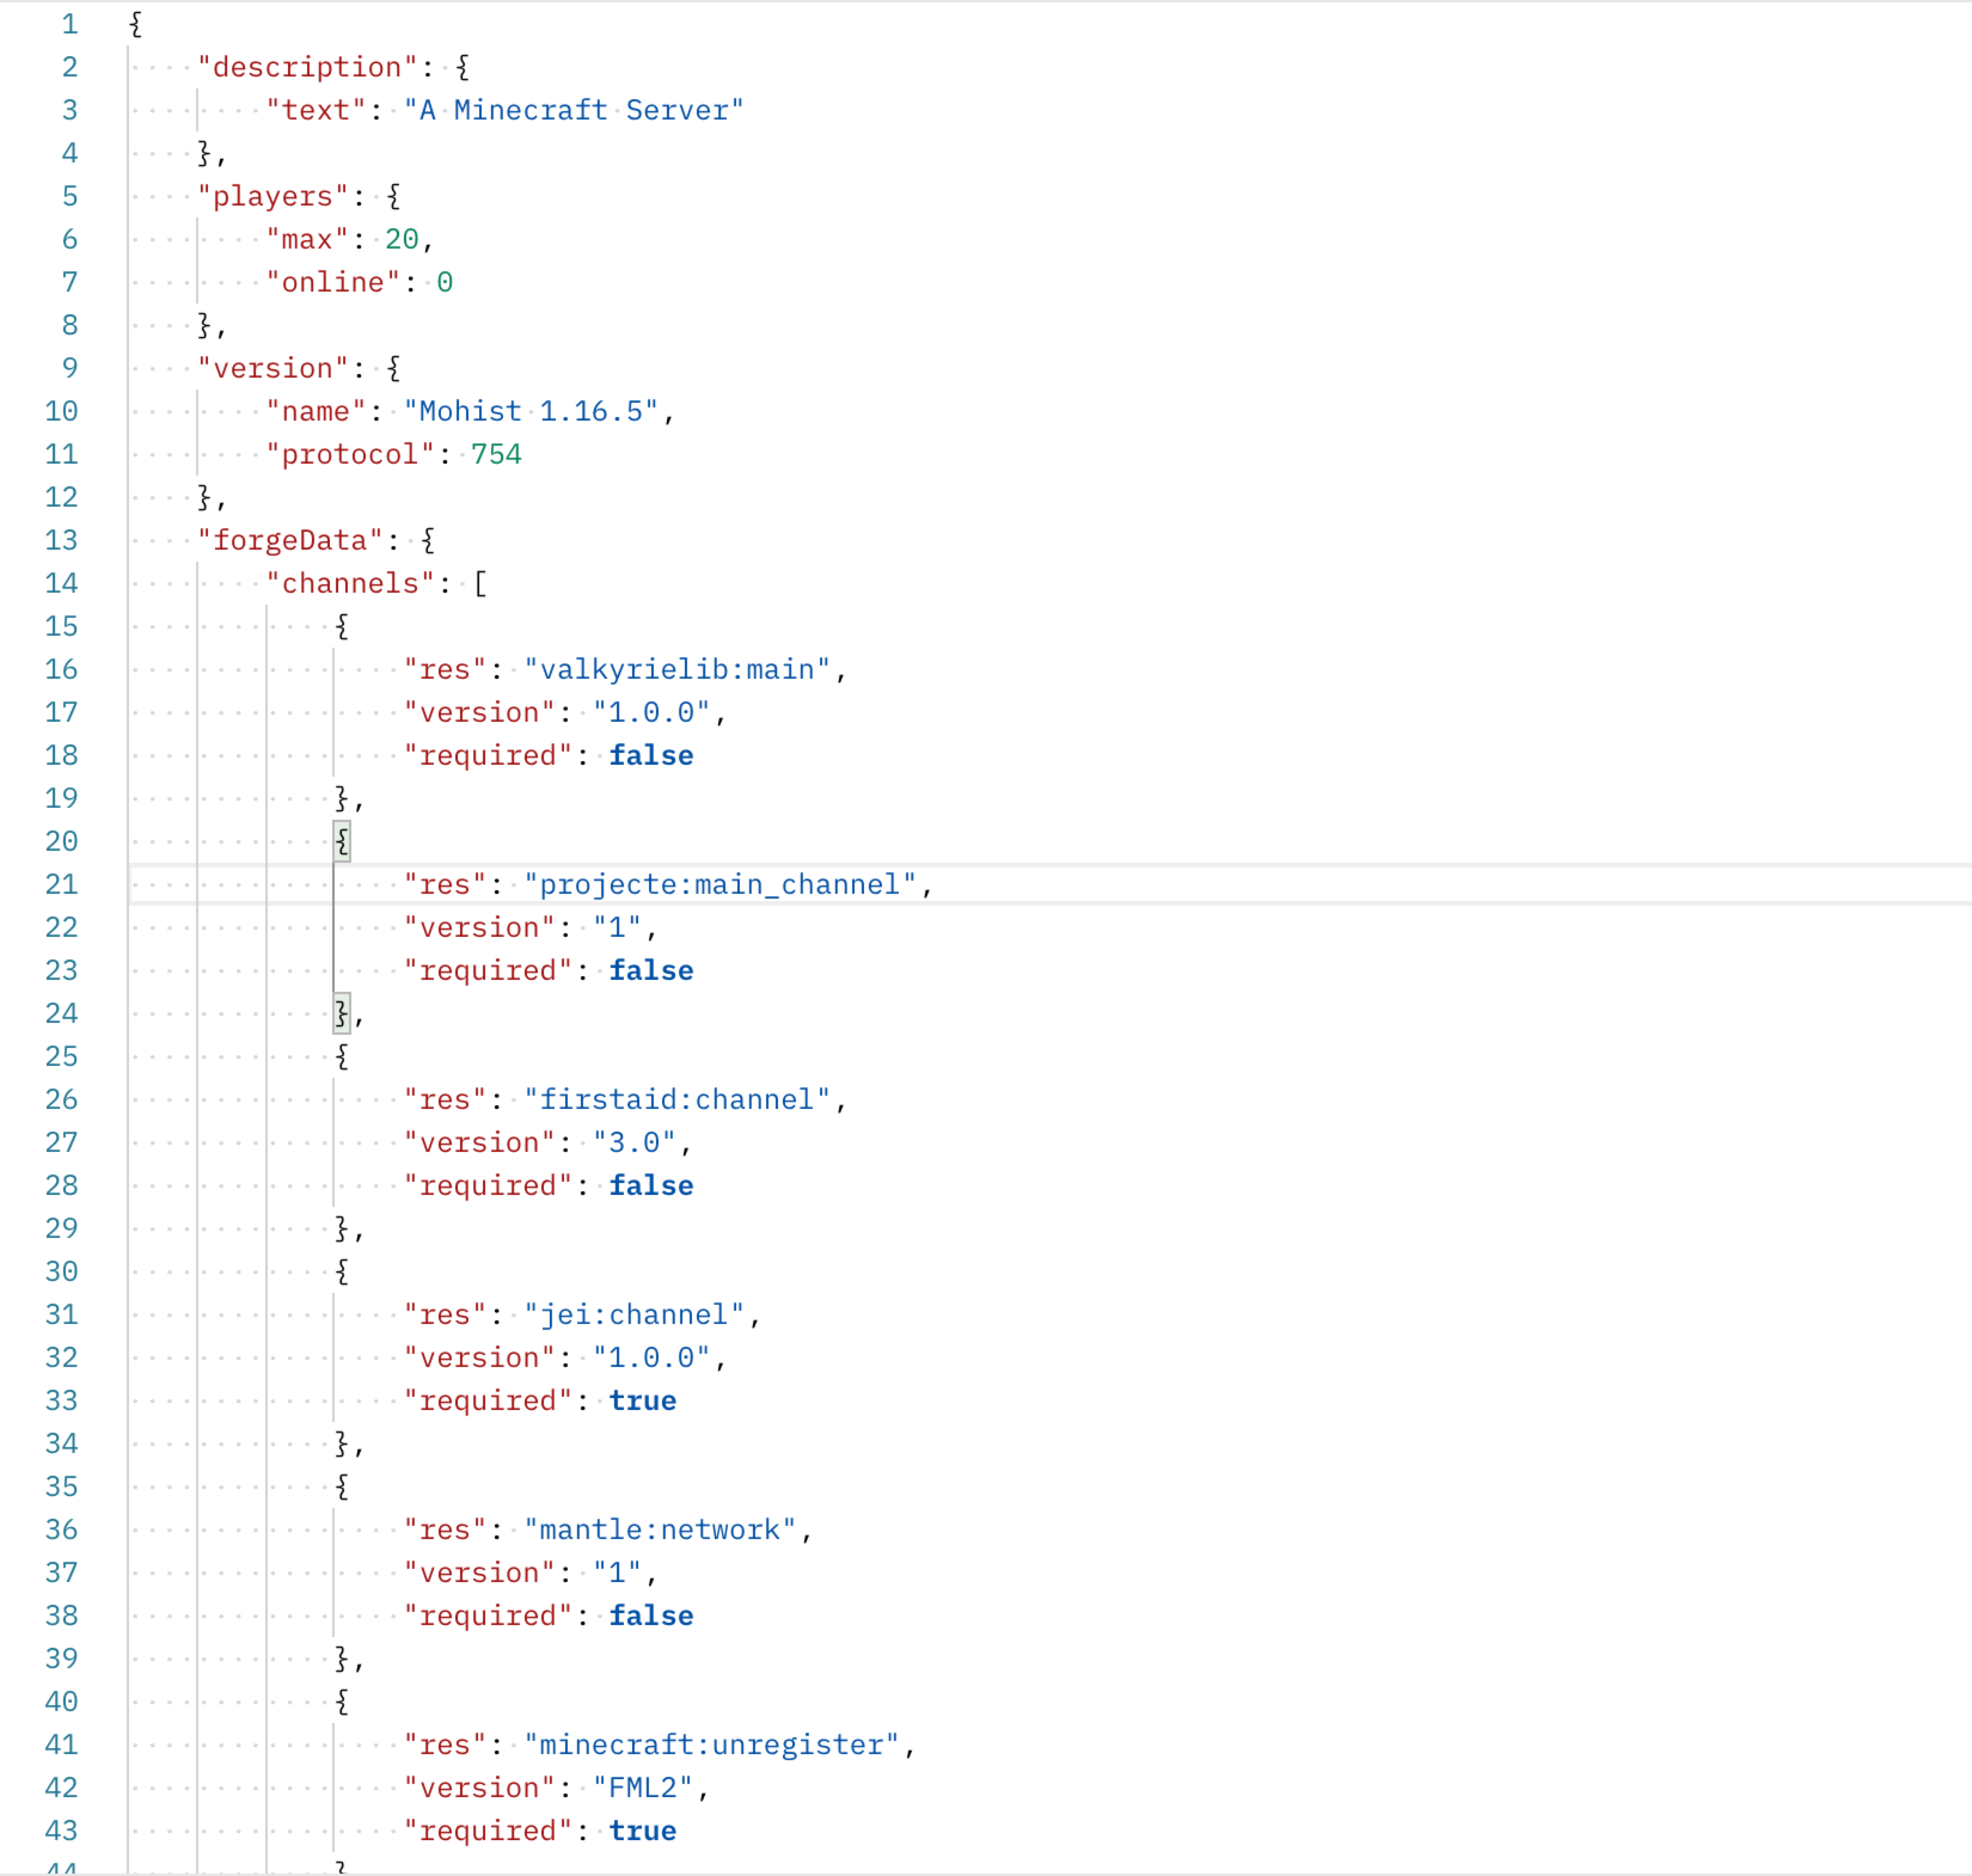 1 {
2     "description": {
3         "text": "A Minecraft Server"
4     },
5     "players": {
6         "max": 20,
7         "online": 0
8     },
9     "version": {
10         "name": "Mohist 1.16.5",
11         "protocol": 754
12     },
13     "forgeData": {
14         "channels": [
15             {
16                 "res": "valkyrielib:main",
17                 "version": "1.0.0",
18                 "required": false
19             },
20             {
21                 "res": "projecte:main_channel",
22                 "version": "1",
23                 "required": false
24             },
25             {
26                 "res": "firstaid:channel",
27                 "version": "3.0",
28                 "required": false
29             },
30             {
31                 "res": "jei:channel",
32                 "version": "1.0.0",
33                 "required": true
34             },
35             {
36                 "res": "mantle:network",
37                 "version": "1",
38                 "required": false
39             },
40             {
41                 "res": "minecraft:unregister",
42                 "version": "FML2",
43                 "required": true
44             }